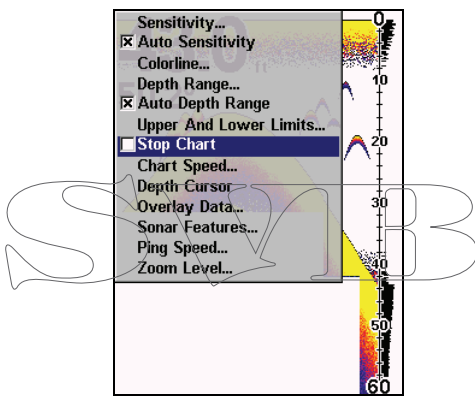 Sensitivity...
Auto Sensitivity
Colorline...
Depth Range...
Auto Depth Range
Upper And Lower Limits...
Stop Chart
Chart Speed...
Depth Cursor
Overlay Data...
Sonar Features...
Ping Speed...
Zoom Level...
0
10
20
30
40
50
60
SVB